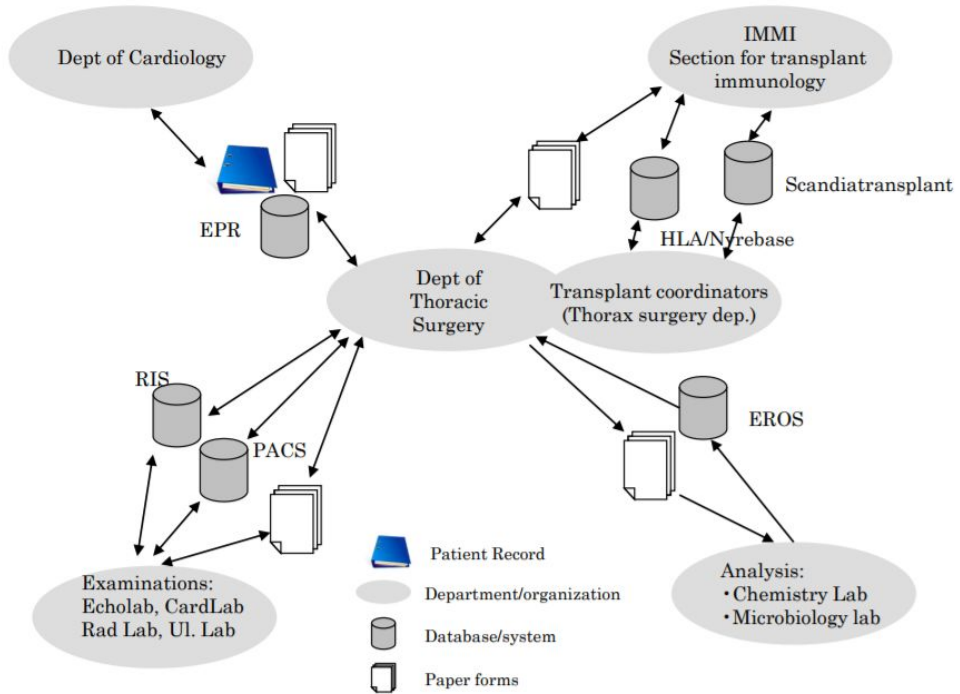 Dept of Cardiology
IMMI
Section for transplant
immunology
EPR
Scandiatransplant
HLA/Nyrebase
Dept of
Thoracic
Surgery
Transplant coordinators
(Thorax surgery dep.)
RIS
PACS
EROS
Examinations:
Echolab, CardLab
Rad Lab, Ul. Lab
Analysis:
•Chemistry Lab
•Microbiology lab
Patient Record
Department/organization
Database/system
Paper forms